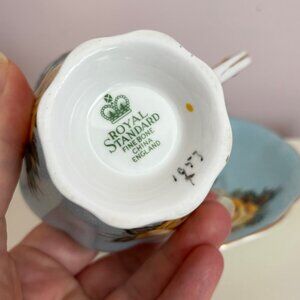 ROYAL
STANDARD
FINE BONE
CHINA
ENGLAND